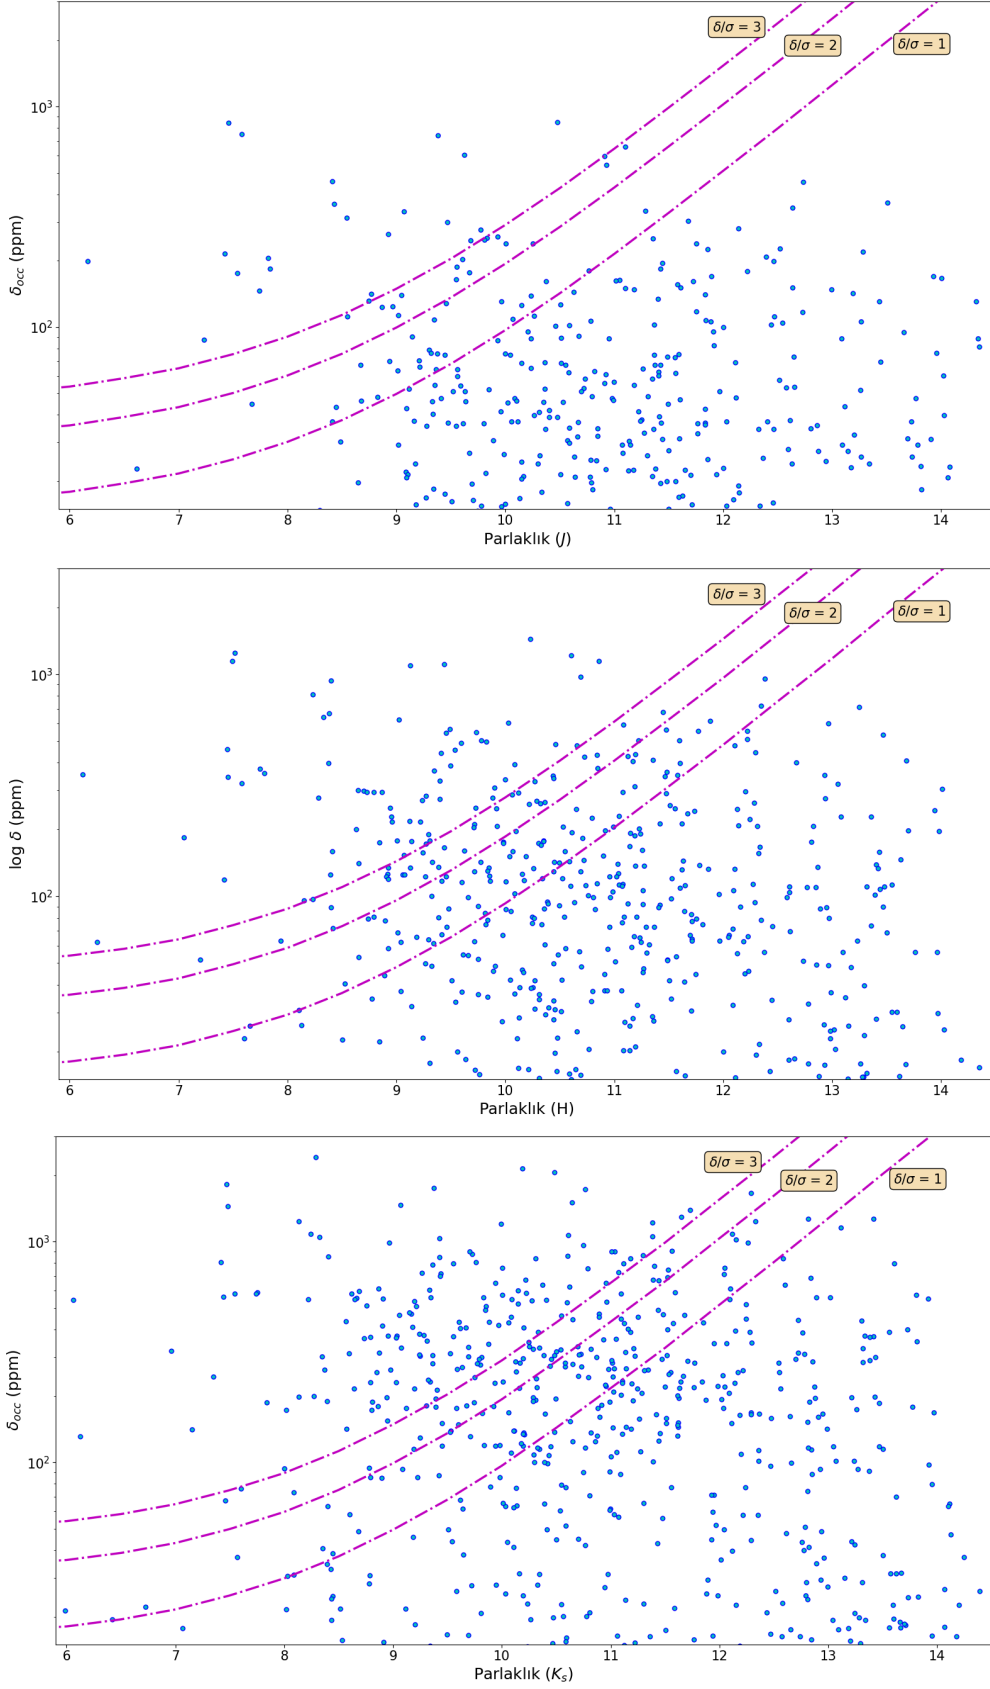 δ/σ = 3
δ/σ = 2
δ/σ = 1
10³
10²
δocc (ppm)
6 7 8 9 10 11 12 13 14
Parlaklık (J)
δ/σ = 3
δ/σ = 2
δ/σ = 1
10³
10²
log δ (ppm)
6 7 8 9 10 11 12 13 14
Parlaklık (H)
δ/σ = 3
δ/σ = 2
δ/σ = 1
10³
10²
δocc (ppm)
6 7 8 9 10 11 12 13 14
Parlaklık (Ks)